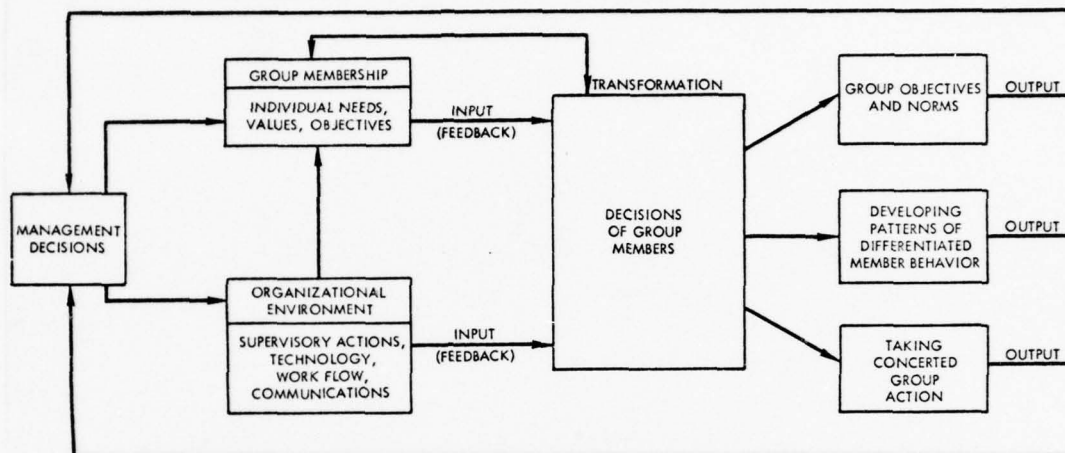 MANAGEMENT
DECISIONS
GROUP MEMBERSHIP
INDIVIDUAL NEEDS,
VALUES, OBJECTIVES
ORGANIZATIONAL
ENVIRONMENT
SUPERVISORY ACTIONS,
TECHNOLOGY,
WORK FLOW,
COMMUNICATIONS
INPUT
(FEEDBACK)
INPUT
(FEEDBACK)
TRANSFORMATION
DECISIONS
OF GROUP
MEMBERS
GROUP OBJECTIVES
AND NORMS
OUTPUT
DEVELOPING
PATTERNS OF
DIFFERENTIATED
MEMBER BEHAVIOR
OUTPUT
TAKING
CONCERTED
GROUP
ACTION
OUTPUT